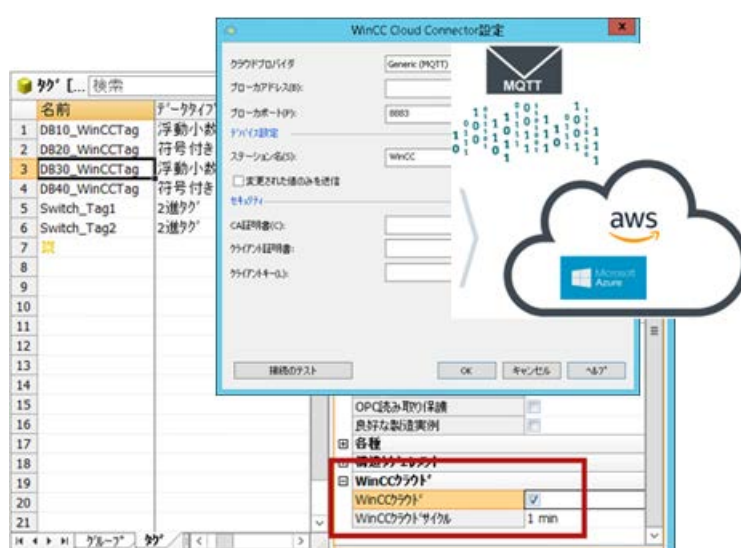 WinCC Cloud Connector設定
x
クラウドプロバイダ
Generic (MQTT)
ブローカアドレス(B):
ブローカポート(P):
8883
デバイス設定
ステーション名(S):
WinCC
変更された値のみを送信
セキュリティ
CA証明書(C):
クライアント証明書:
クライアントキー(L):
接続のテスト
OK
キャンセル
ヘルプ
MQTT
aws
Microsoft
Azure
タグ [... 検索
名前 データタイプ
1 DB10_WinCCTag 浮動小数
2 DB20_WinCCTag 符号付き
3 DB30_WinCCTag 浮動小数
4 DB40_WinCCTag 符号付き
5 Switch_Tag1 2進タグ
6 Switch_Tag2 2進タグ
7
8
9
10
11
12
13
14
15
16
17
18
19
20
21
グループ タグ
OPC読み取り保護
良好な製造実例
各種
WinCCクラウド
WinCCクラウド
WinCCクラウドサイクル 1 min